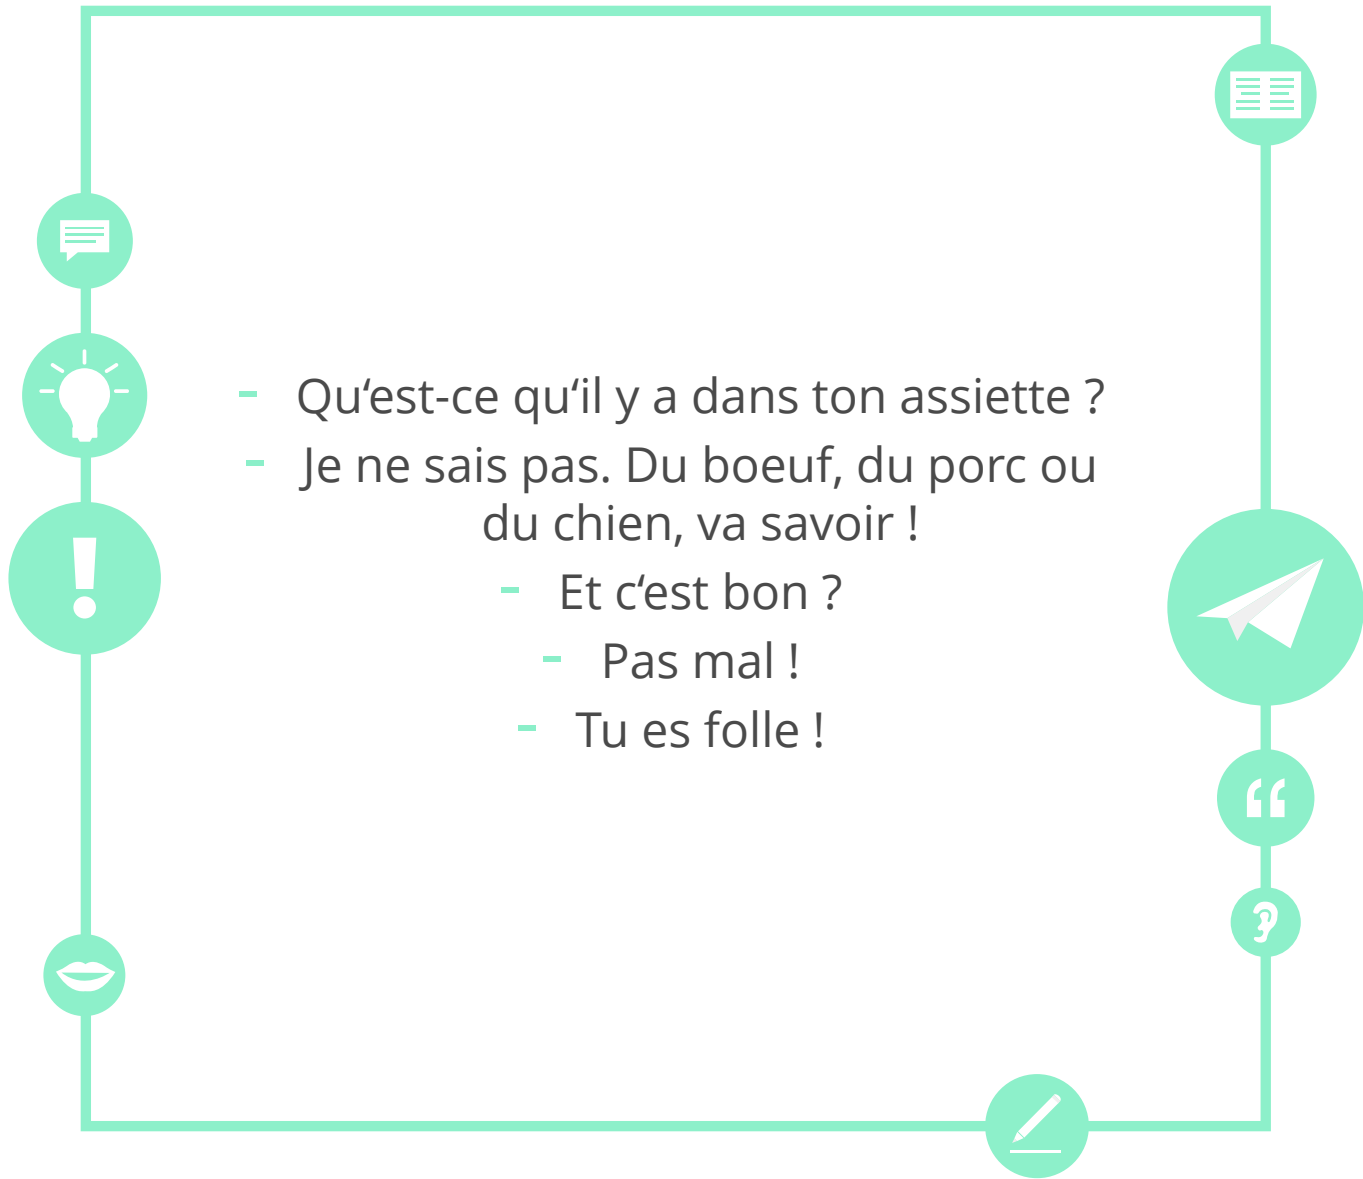 - Qu‘est-ce qu‘il y a dans ton assiette ?
- Je ne sais pas. Du boeuf, du porc ou
du chien, va savoir !
- Et c‘est bon ?
- Pas mal !
- Tu es folle !